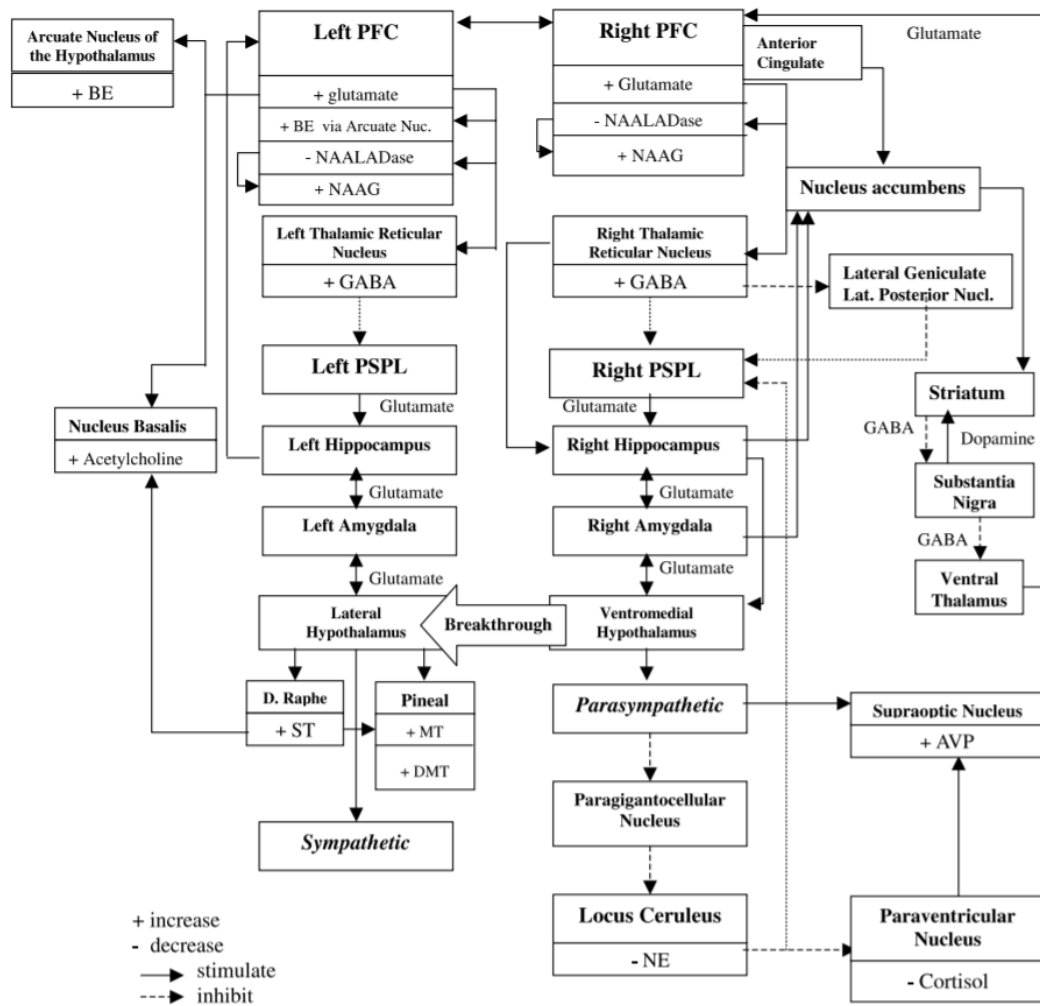 Arcuate Nucleus of
the Hypothalamus
+ BE
Left PFC
+ glutamate
+ BE via Arcuate Nuc.
- NAALADase
+ NAAG
Right PFC
+ Glutamate
- NAALADase
+ NAAG
Anterior
Cingulate
Glutamate
Nucleus accumbens
Left Thalamic Reticular
Nucleus
+ GABA
Right Thalamic
Reticular Nucleus
+ GABA
Lateral Geniculate
Lat. Posterior Nucl.
Left PSPL
Glutamate
Right PSPL
Glutamate
Striatum
GABA
Dopamine
Substantia
Nigra
GABA
Ventral
Thalamus
Nucleus Basalis
+ Acetylcholine
Left Hippocampus
Glutamate
Right Hippocampus
Glutamate
Left Amygdala
Glutamate
Right Amygdala
Glutamate
Lateral
Hypothalamus
Breakthrough
Ventromedial
Hypothalamus
D. Raphe
+ ST
Pineal
+ MT
+ DMT
Parasympathetic
Supraoptic Nucleus
+ AVP
Sympathetic
Paragigantocellular
Nucleus
Locus Ceruleus
- NE
Paraventricular
Nucleus
- Cortisol
+ increase
- decrease
stimulate
inhibit